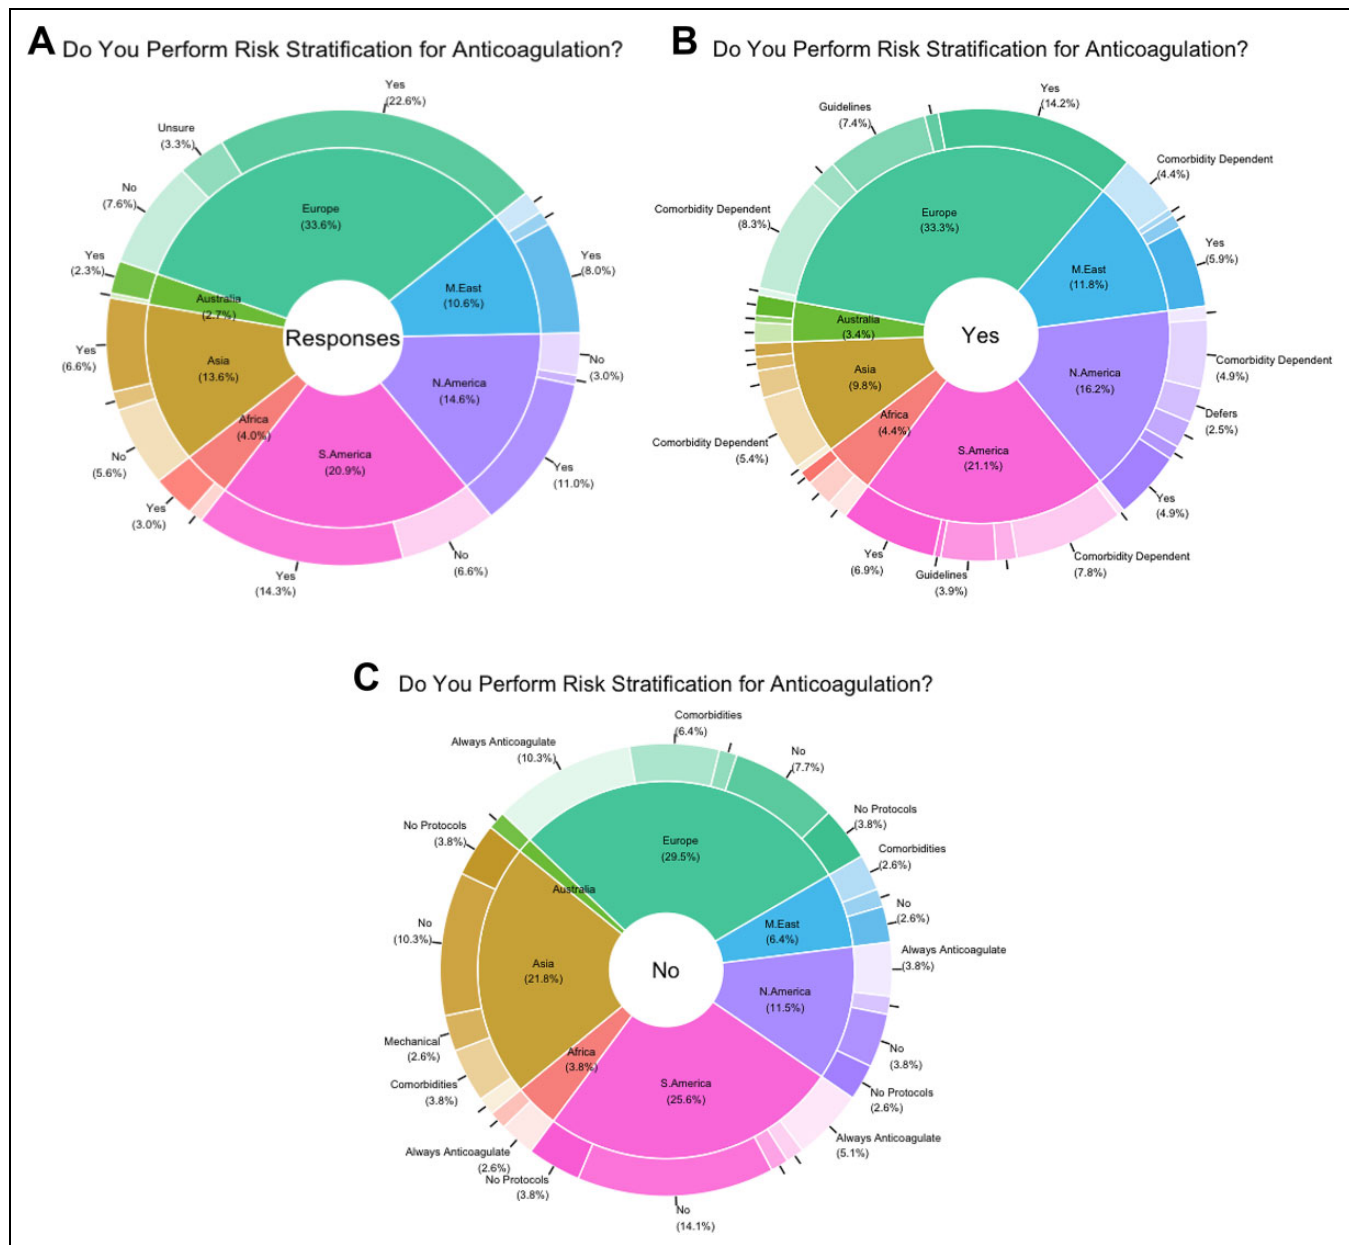 A Do You Perform Risk Stratification for Anticoagulation?
Yes
(22.6%)
Unsure
(3.3%)
No
(7.6%)
Yes
(2.3%)
Yes
(6.6%)
No
(5.6%)
Yes
(3.0%)
Yes
(14.3%)
No
(6.6%)
Yes
(11.0%)
No
(3.0%)
Yes
(8.0%)
Europe
(33.6%)
M.East
(10.6%)
N.America
(14.6%)
S.America
(20.9%)
Africa
(4.0%)
Asia
(13.6%)
Australia
(2.7%)
Responses
B Do You Perform Risk Stratification for Anticoagulation?
Yes
(14.2%)
Guidelines
(7.4%)
Comorbidity Dependent
(8.3%)
Comorbidity Dependent
(5.4%)
Yes
(6.9%)
Guidelines
(3.9%)
Comorbidity Dependent
(7.8%)
Yes
(4.9%)
Defers
(2.5%)
Comorbidity Dependent
(4.9%)
Yes
(5.9%)
Comorbidity Dependent
(4.4%)
Europe
(33.3%)
M.East
(11.8%)
N.America
(16.2%)
S.America
(21.1%)
Africa
(4.4%)
Asia
(9.8%)
Australia
(3.4%)
Yes
C Do You Perform Risk Stratification for Anticoagulation?
Comorbidities
(6.4%)
Always Anticoagulate
(10.3%)
No Protocols
(3.8%)
No
(10.3%)
Mechanical
(2.6%)
Comorbidities
(3.8%)
Always Anticoagulate
(2.6%)
No Protocols
(3.8%)
No
(14.1%)
Always Anticoagulate
(5.1%)
No Protocols
(2.6%)
No
(3.8%)
Always Anticoagulate
(3.8%)
No
(2.6%)
Comorbidities
(2.6%)
No Protocols
(3.8%)
No
(7.7%)
Europe
(29.5%)
M.East
(6.4%)
N.America
(11.5%)
S.America
(25.6%)
Africa
(3.8%)
Asia
(21.8%)
Australia
No